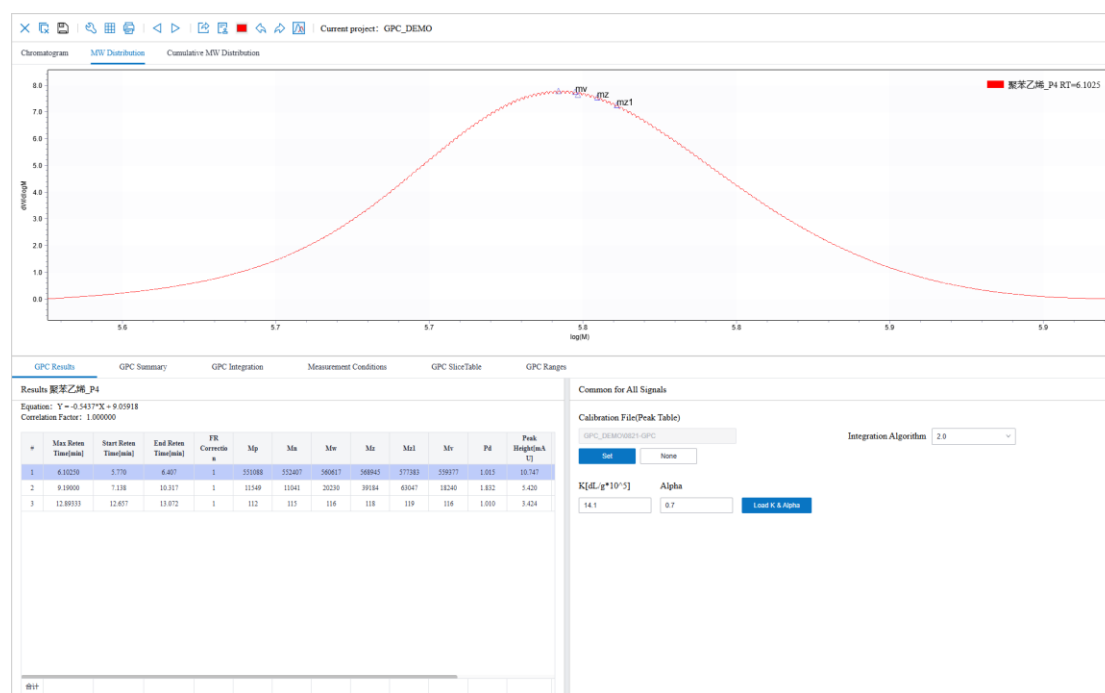 Current project: GPC_DEMO
Chromatogram MW Distribution Cumulative MW Distribution
8.0
7.0
6.0
5.0
4.0
3.0
2.0
1.0
0.0
dW/dlogM
mv
mz
mz1
聚苯乙烯_P4 RT=6.1025
5.6 5.7 5.7 5.8 5.8 5.9 5.9
log(M)
GPC Results GPC Summary GPC Integration Measurement Conditions GPC SliceTable GPC Ranges
Results 聚苯乙烯_P4
Equation: Y = -0.5437*X + 9.05918
Correlation Factor: 1.000000
# Max Reten Time[min] Start Reten Time[min] End Reten Time[min] FR Correctio n Mp Mn Mw Mz Mz1 Mv Pd Peak Height[mA U]
1 6.10250 5.770 6.407 1 551088 552407 560617 568945 577383 559377 1.015 10.747
2 9.19000 7.138 10.317 1 11549 11041 20230 39184 63047 18240 1.832 5.420
3 12.89333 12.657 13.072 1 112 115 116 118 119 116 1.010 3.424
合计
Common for All Signals
Calibration File(Peak Table)
GPC_DEMO\0821-GPC
Integration Algorithm 2.0
Set None
K[dL/g*10^5] Alpha
14.1 0.7 Load K & Alpha